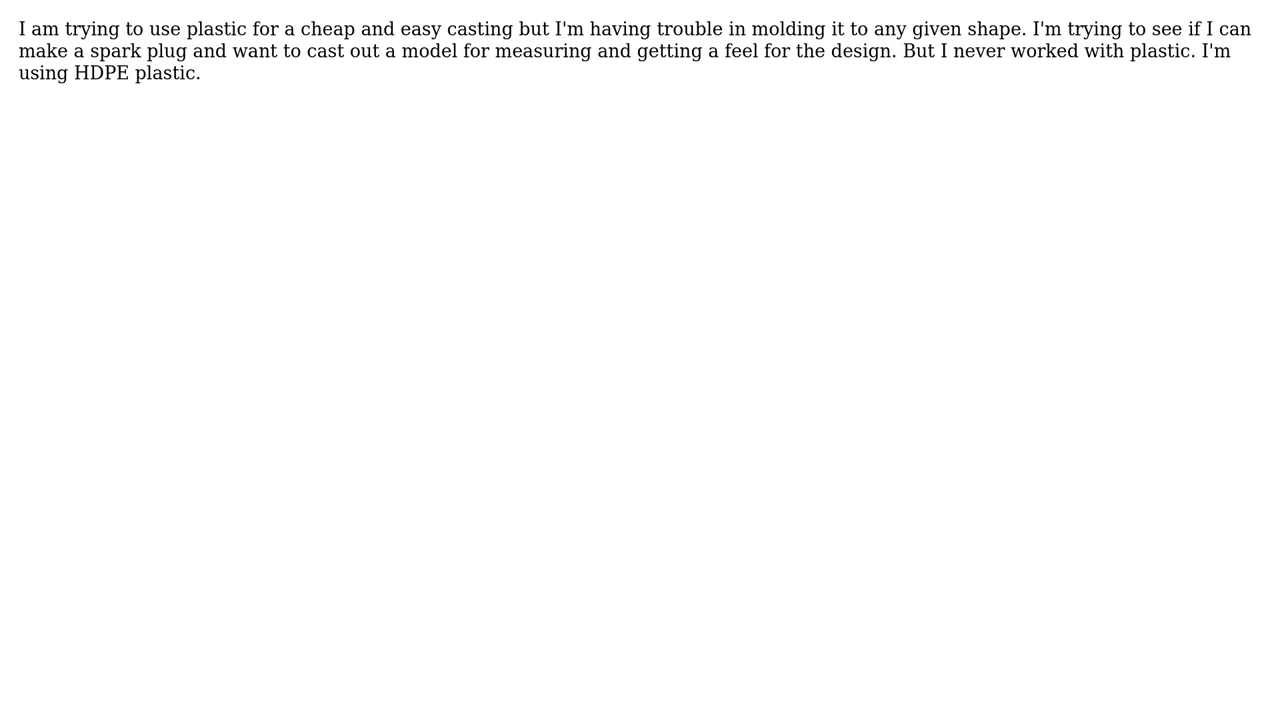 I am trying to use plastic for a cheap and easy casting but I'm having trouble in molding it to any given shape. I'm trying to see if I can
make a spark plug and want to cast out a model for measuring and getting a feel for the design. But I never worked with plastic. I'm
using HDPE plastic.